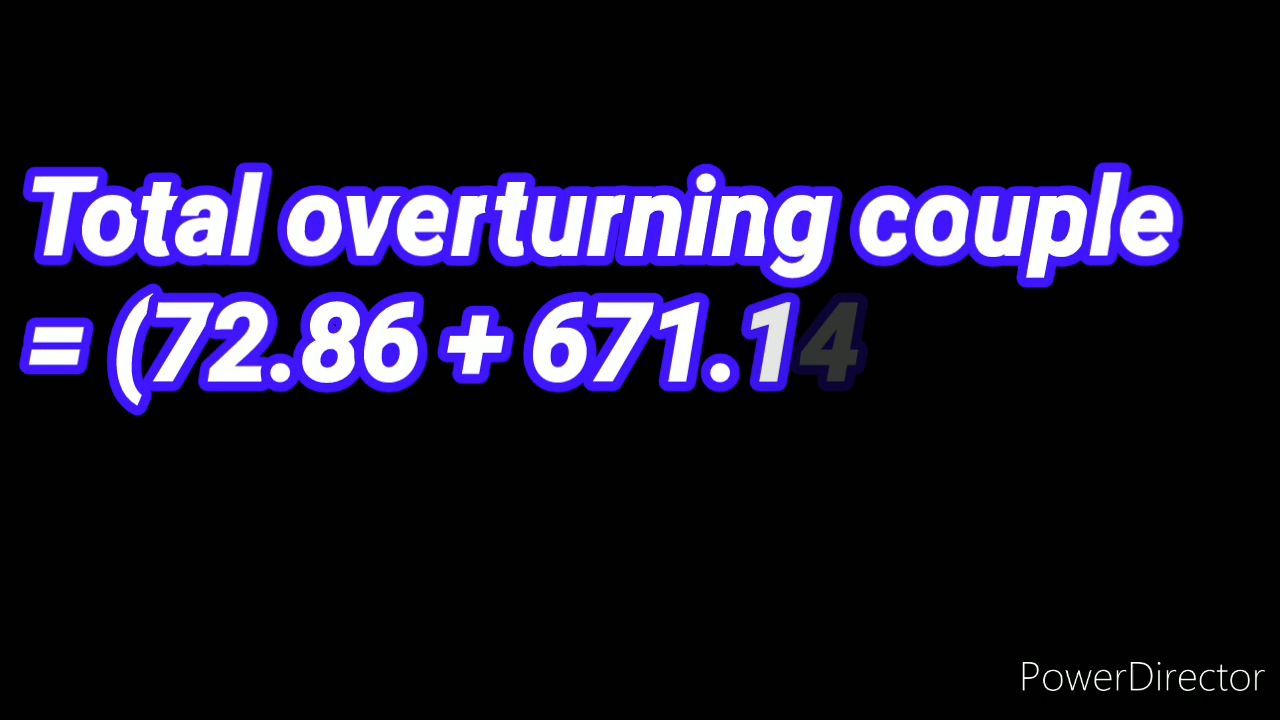 Total overturning couple
= (72.86 + 671.14
PowerDirector